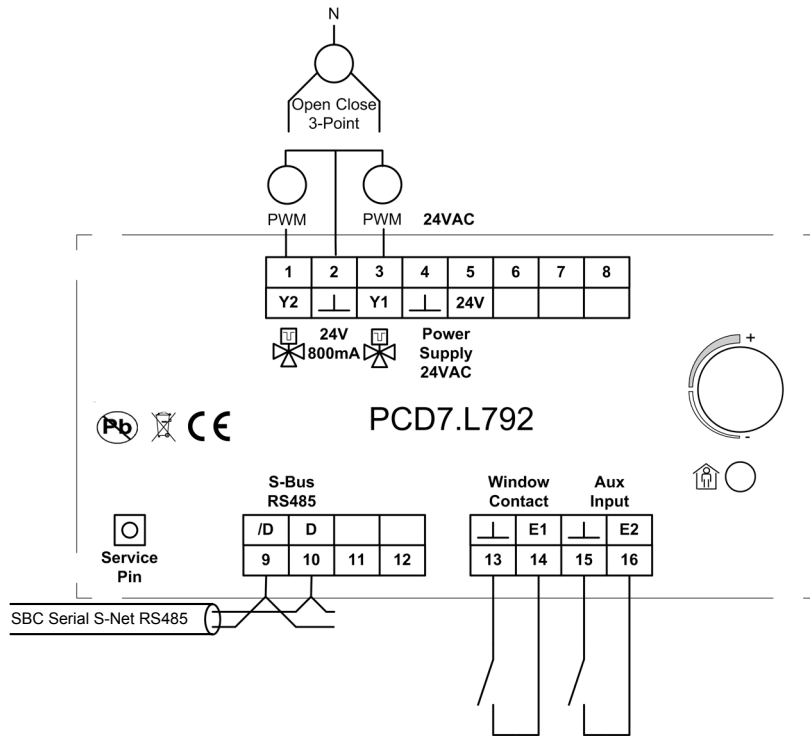 N
Open Close
3-Point
PWM PWM 24VAC
1 2 3 4 5 6 7 8
Y2 Y1 24V
24V
800mA
Power
Supply
24VAC
+
-
Pb CE
PCD7.L792
S-Bus
RS485
Window
Contact
Aux
Input
/D D
9 10 11 12
E1 E2
13 14 15 16
Service
Pin
SBC Serial S-Net RS485